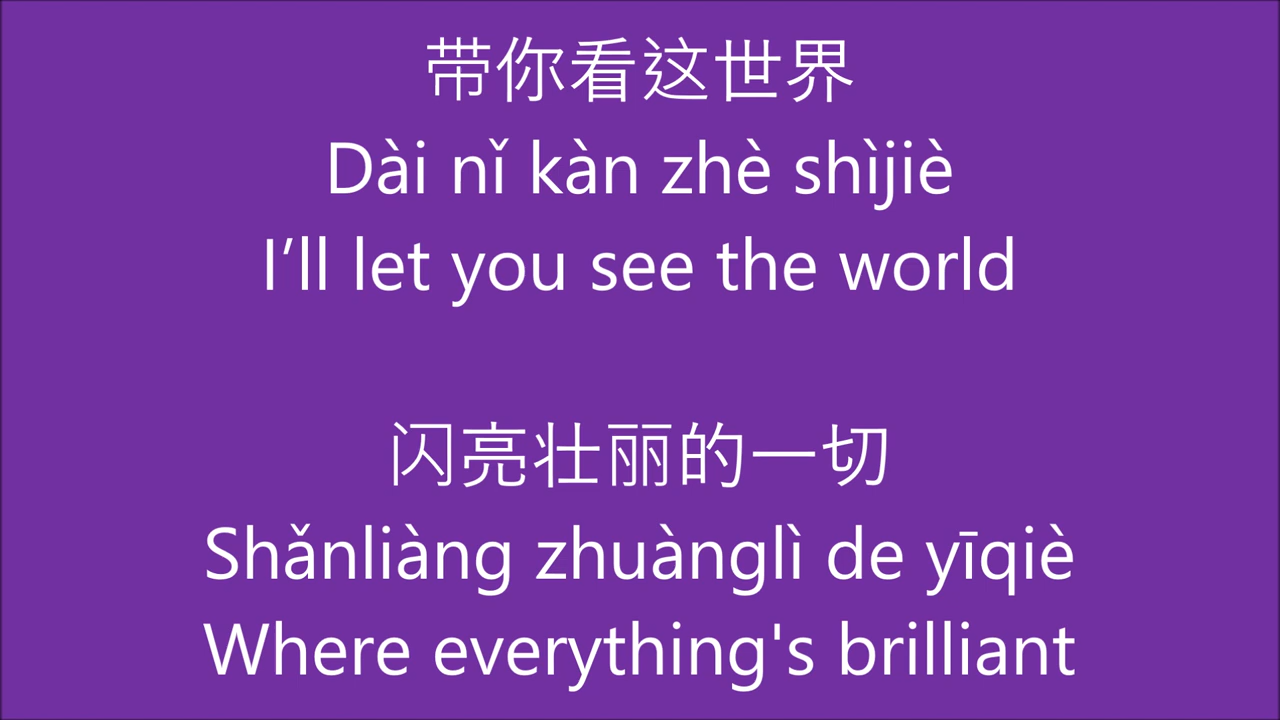 带你看这世界
Dài nǐ kàn zhè shìjiè
I’ll let you see the world
闪亮壮丽的一切
Shǎnliàng zhuànglì de yīqiè
Where everything's brilliant